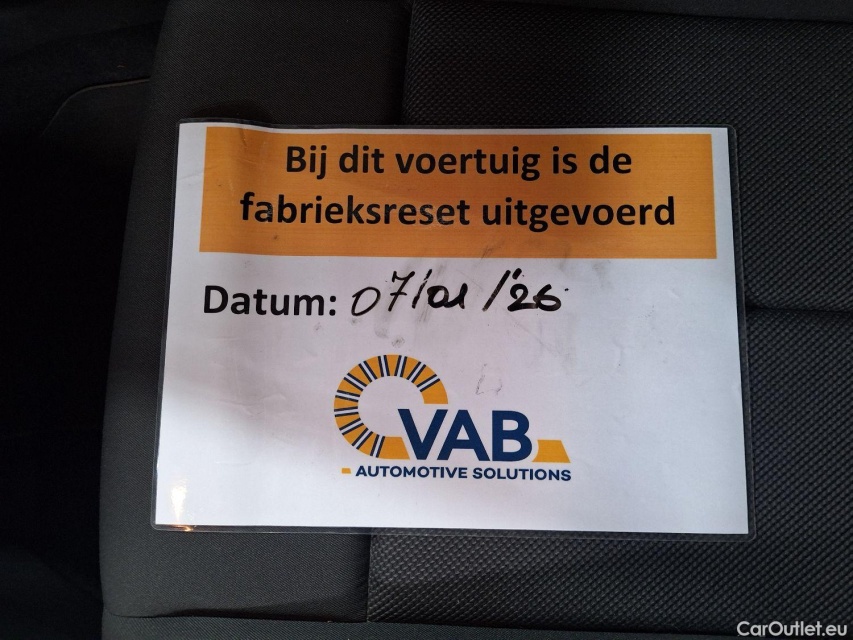 Bij dit voertuig is de
fabrieksreset uitgevoerd
Datum: 07/01/'26
VAB
AUTOMOTIVE SOLUTIONS
CarOutlet.eu